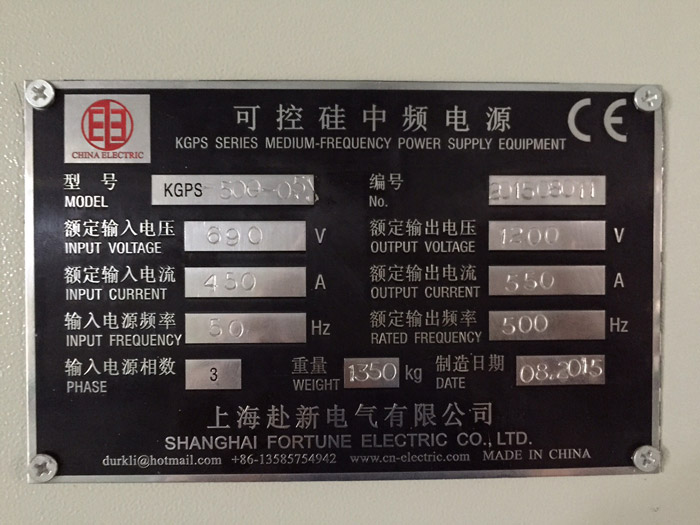 CHINA ELECTRIC
可控硅中频电源
KGPS SERIES MEDIUM-FREQUENCY POWER SUPPLY EQUIPMENT
CE
型号 编号
MODEL KGPS No.
额定输入电压 690 V 额定输出电压 1200 V
INPUT VOLTAGE OUTPUT VOLTAGE
额定输入电流 450 A 额定输出电流 550 A
INPUT CURRENT OUTPUT CURRENT
输入电源频率 50 Hz 额定输出频率 500 Hz
INPUT FREQUENCY RATED FREQUENCY
输入电源相数 3 重量 1350 kg 制造日期 08.2015
PHASE WEIGHT DATE
上海赴新电气有限公司
SHANGHAI FORTUNE ELECTRIC CO., LTD.
durkli@hotmail.com +86-13585754942 www.cn-electric.com MADE IN CHINA